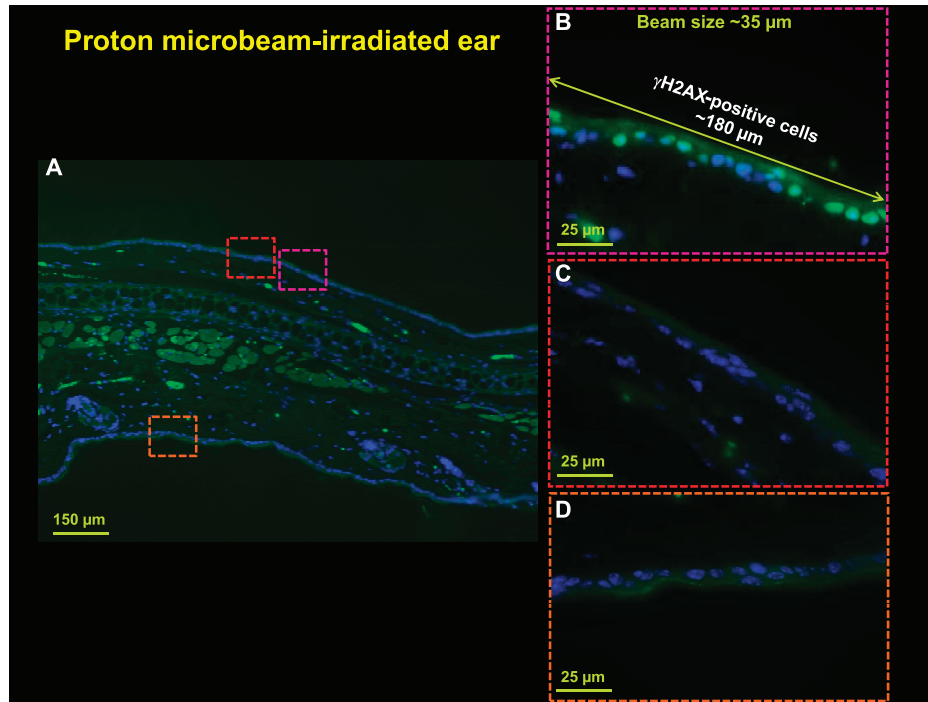 Proton microbeam-irradiated ear
A
150 µm
B
Beam size ~35 µm
γH2AX-positive cells
~180 µm
25 µm
C
25 µm
D
25 µm